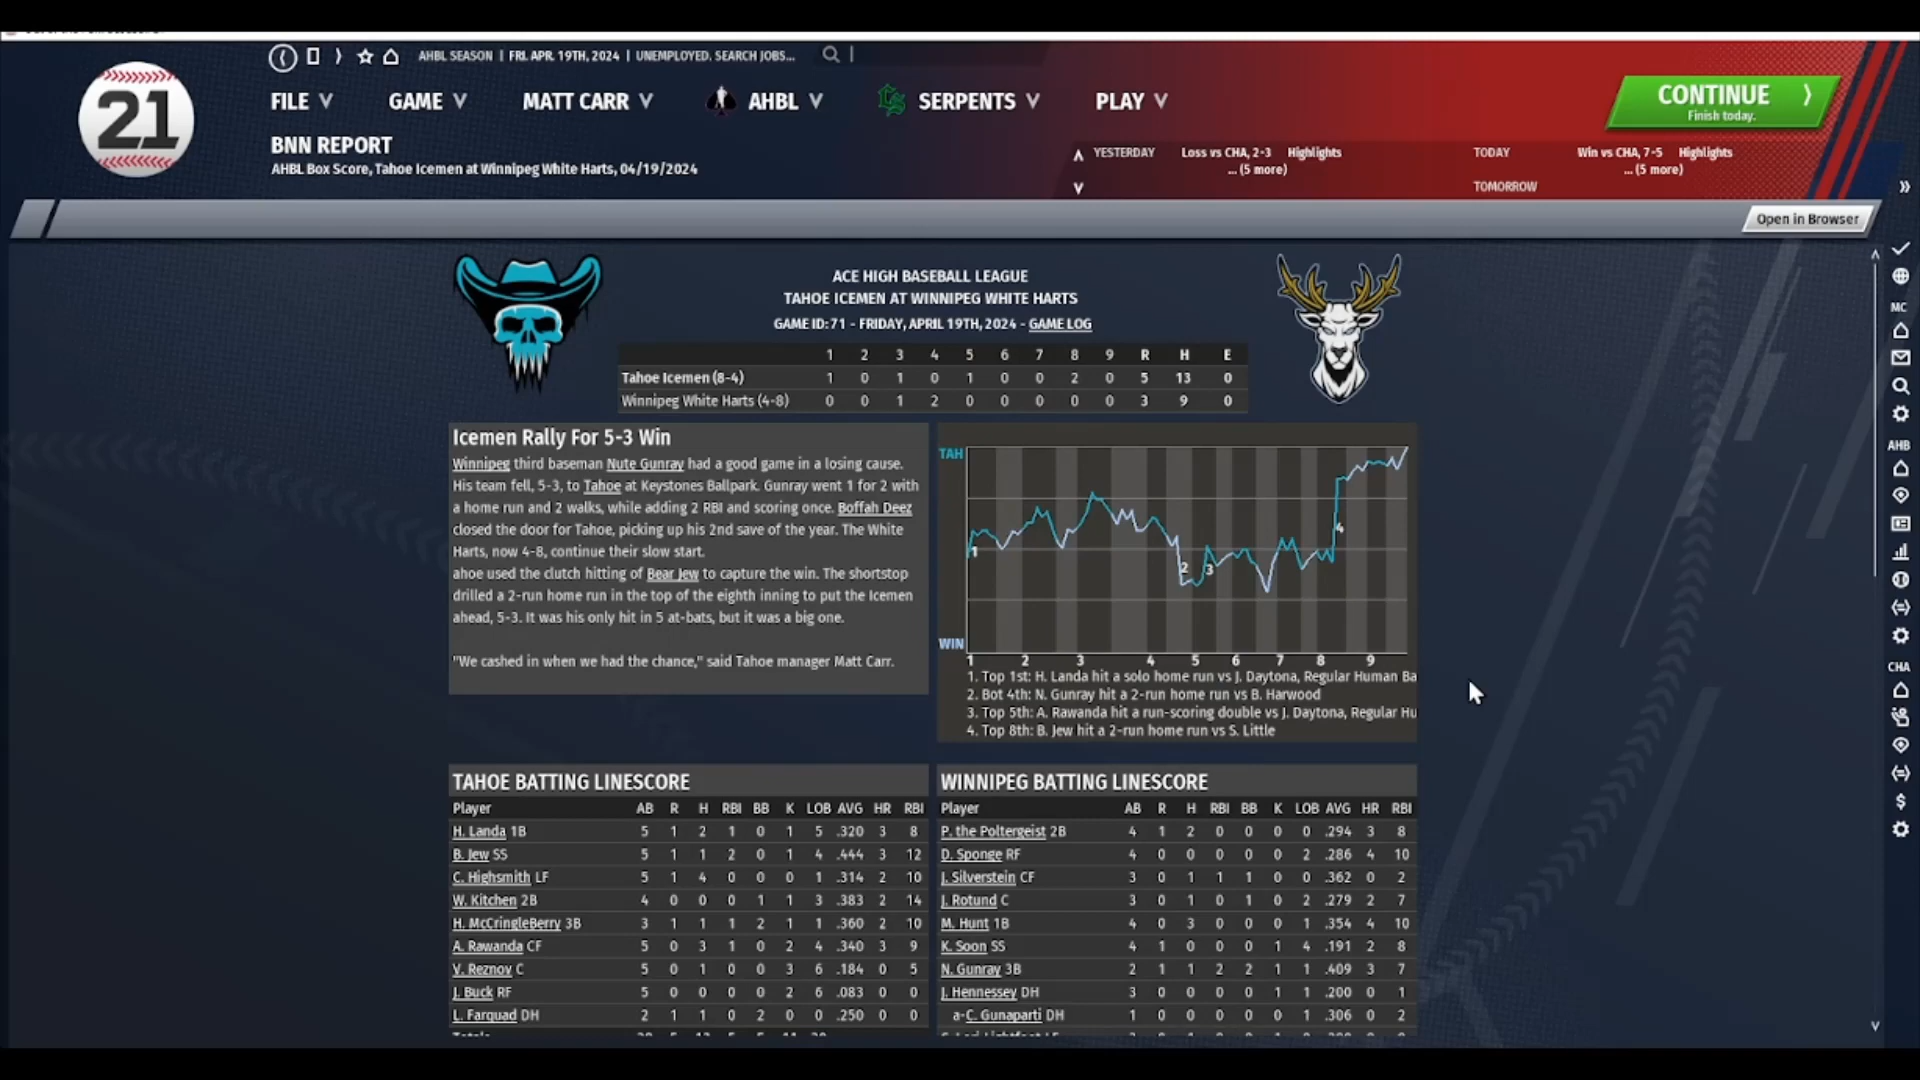 AHBL SEASON | FRI. APR. 19TH, 2024 | UNEMPLOYED. SEARCH JOBS...
21
FILE GAME MATT CARR AHBL SERPENTS PLAY
CONTINUE
Finish today.
BNN REPORT
AHBL Box Score, Tahoe Icemen at Winnipeg White Harts, 04/19/2024
YESTERDAY Loss vs CHA, 2-3 Highlights
... (5 more)
TODAY Win vs CHA, 7-5 Highlights
... (5 more)
TOMORROW
Open in Browser
ACE HIGH BASEBALL LEAGUE
TAHOE ICEMEN AT WINNIPEG WHITE HARTS
GAME ID: 71 - FRIDAY, APRIL 19TH, 2024 - GAME LOG
1 2 3 4 5 6 7 8 9 R H E
Tahoe Icemen (8-4) 1 0 1 0 1 0 0 2 0 5 13 0
Winnipeg White Harts (4-8) 0 0 1 2 0 0 0 0 0 3 9 0
Icemen Rally For 5-3 Win
Winnipeg third baseman Nute Gunray had a good game in a losing cause.
His team fell, 5-3, to Tahoe at Keystones Ballpark. Gunray went 1 for 2 with
a home run and 2 walks, while adding 2 RBI and scoring once. Boffah Deez
closed the door for Tahoe, picking up his 2nd save of the year. The White
Harts, now 4-8, continue their slow start.
ahoe used the clutch hitting of Bear Jew to capture the win. The shortstop
drilled a 2-run home run in the top of the eighth inning to put the Icemen
ahead, 5-3. It was his only hit in 5 at-bats, but it was a big one.
"We cashed in when we had the chance," said Tahoe manager Matt Carr.
TAH
1 2 3 4
WIN
1 2 3 4 5 6 7 8 9
1. Top 1st: H. Landa hit a solo home run vs J. Daytona, Regular Human Ba
2. Bot 4th: N. Gunray hit a 2-run home run vs B. Harwood
3. Top 5th: A. Rawanda hit a run-scoring double vs J. Daytona, Regular Hu
4. Top 8th: B. Jew hit a 2-run home run vs S. Little
TAHOE BATTING LINESCORE
Player AB R H RBI BB K LOB AVG HR RBI
H. Landa 1B 5 1 2 1 0 1 5 .320 3 8
B. Jew SS 5 1 1 2 0 1 4 .444 3 12
C. Highsmith LF 5 1 4 0 0 0 1 .314 2 10
W. Kitchen 2B 4 0 0 0 1 1 3 .383 2 14
H. McCringleBerry 3B 3 1 1 1 2 1 1 .360 2 10
A. Rawanda CF 5 0 3 1 0 2 4 .340 3 9
V. Reznov C 5 0 1 0 0 3 6 .184 0 5
J. Buck RF 5 0 0 0 0 2 6 .083 0 0
L. Farquad DH 2 1 1 0 2 0 0 .250 0 0
WINNIPEG BATTING LINESCORE
Player AB R H RBI BB K LOB AVG HR RBI
P. the Poltergeist 2B 4 1 2 0 0 0 0 .294 3 8
D. Sponge RF 4 0 0 0 0 0 2 .286 4 10
J. Silverstein CF 3 0 1 1 1 0 0 .362 0 2
J. Rotund C 3 0 1 0 1 0 2 .279 2 7
M. Hunt 1B 4 0 3 0 0 0 1 .354 4 10
K. Soon SS 4 1 0 0 0 1 4 .191 2 8
N. Gunray 3B 2 1 1 2 2 1 1 .409 3 7
J. Hennessey DH 3 0 0 0 0 1 1 .200 0 1
a-C. Gunaparti DH 1 0 0 0 0 0 1 .306 0 2
MC
AHB
CHA